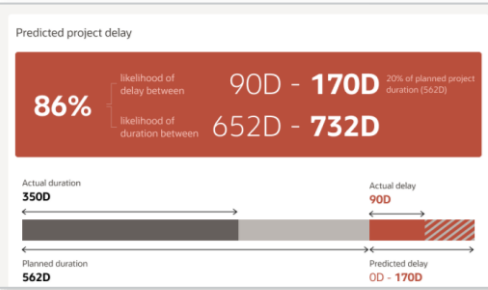 Predicted project delay
86%
likelihood of
delay between
90D - 170D
20% of planned project
duration (562D)
likelihood of
duration between
652D - 732D
Actual duration
350D
Actual delay
90D
Planned duration
562D
Predicted delay
0D - 170D